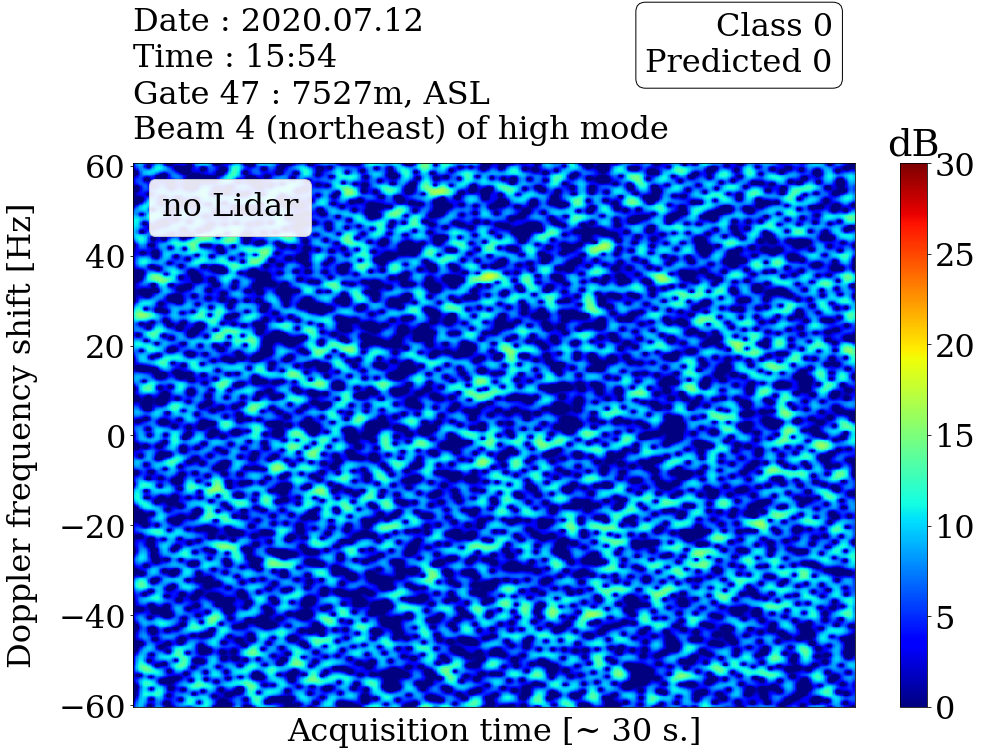 Date : 2020.07.12
Time : 15:54
Gate 47 : 7527m, ASL
Beam 4 (northeast) of high mode
Class 0
Predicted 0
dB
no Lidar
Doppler frequency shift [Hz]
60
40
20
0
−20
−40
−60
Acquisition time [~ 30 s.]
30
25
20
15
10
5
0